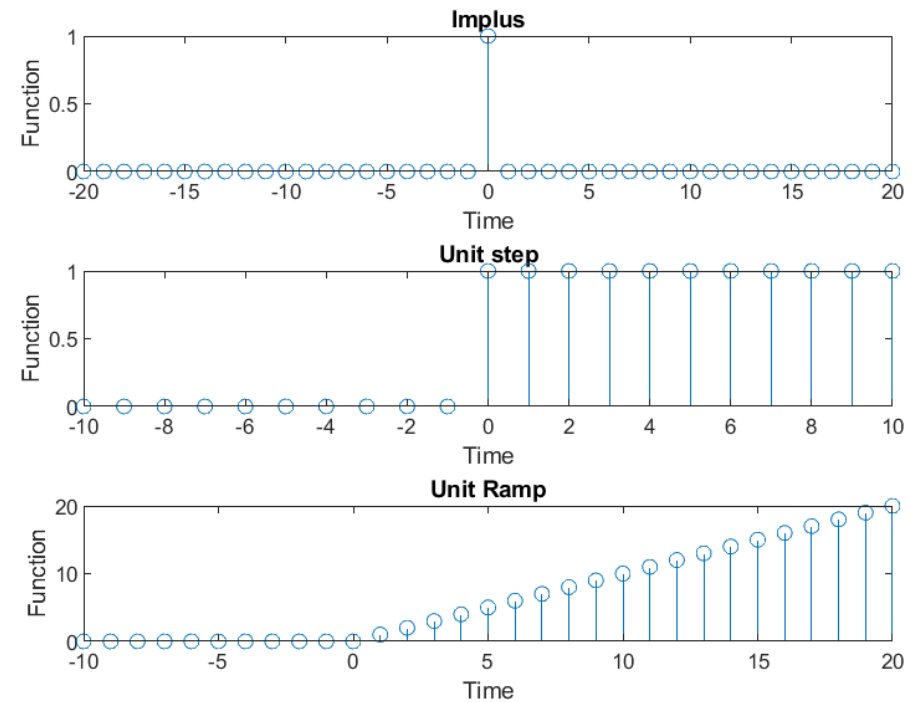 Implus
1
0.5
0
Function
-20 -15 -10 -5 0 5 10 15 20
Time
Unit step
1
0.5
0
Function
-10 -8 -6 -4 -2 0 2 4 6 8 10
Time
Unit Ramp
20
10
0
Function
-10 -5 0 5 10 15 20
Time